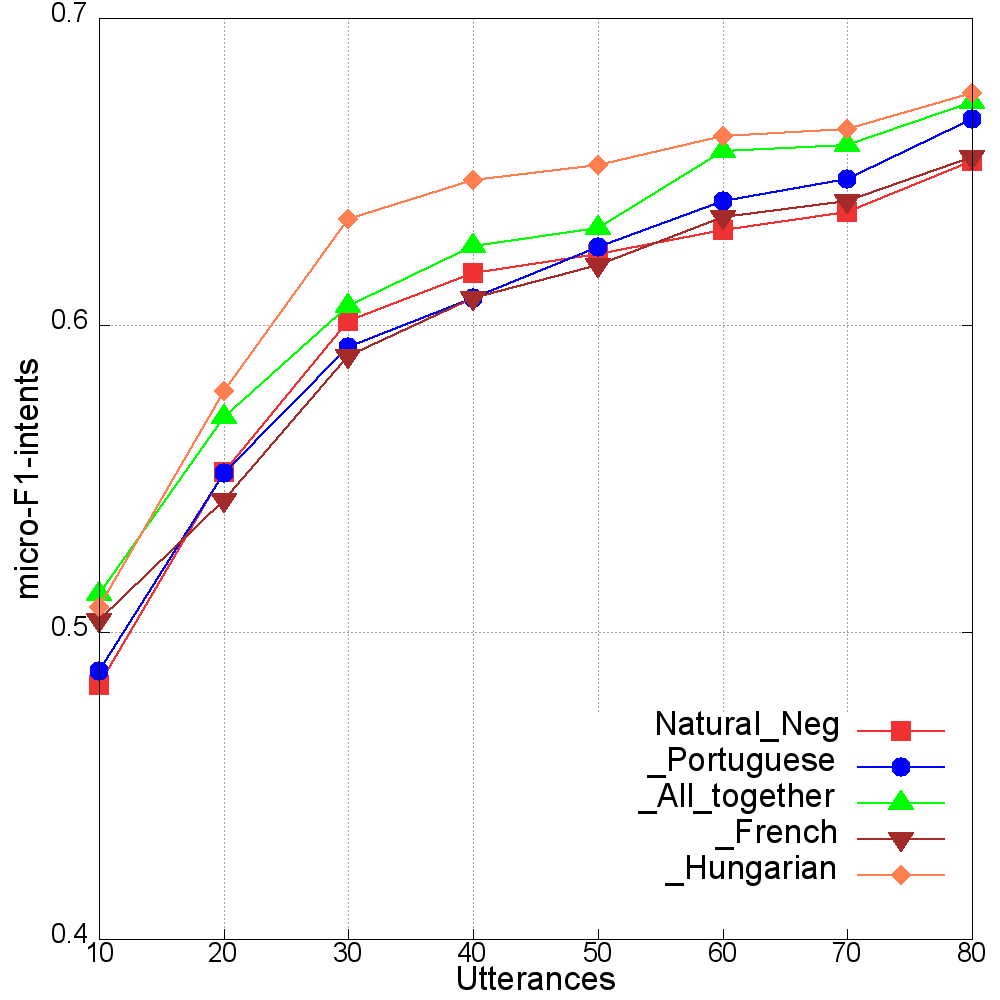 0.7
0.6
0.5
0.4
micro-F1-intents
Natural_Neg
_Portuguese
_All_together
_French
_Hungarian
10 20 30 40 50 60 70 80
Utterances